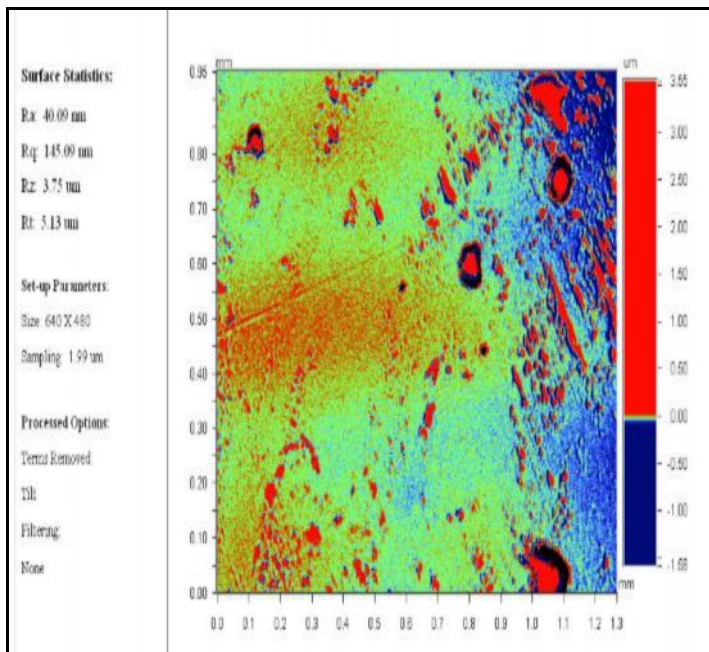 Surface Statistics:
Ra: 40.09 nm
Rq: 145.09 nm
Rz: 3.75 um
Rt: 5.13 um
Set-up Parameters:
Size: 640 X 480
Sampling: 1.99 um
Processed Options:
Terms Removed:
Tilt
Filtering:
None
mm
0.95
0.80
0.70
0.60
0.50
0.40
0.30
0.20
0.10
0.00
0.0 0.1 0.2 0.3 0.4 0.5 0.6 0.7 0.8 0.9 1.0 1.1 1.2 1.3
mm
um
3.55
3.00
2.50
2.00
1.50
1.00
0.50
0.00
-0.50
-1.00
-1.58